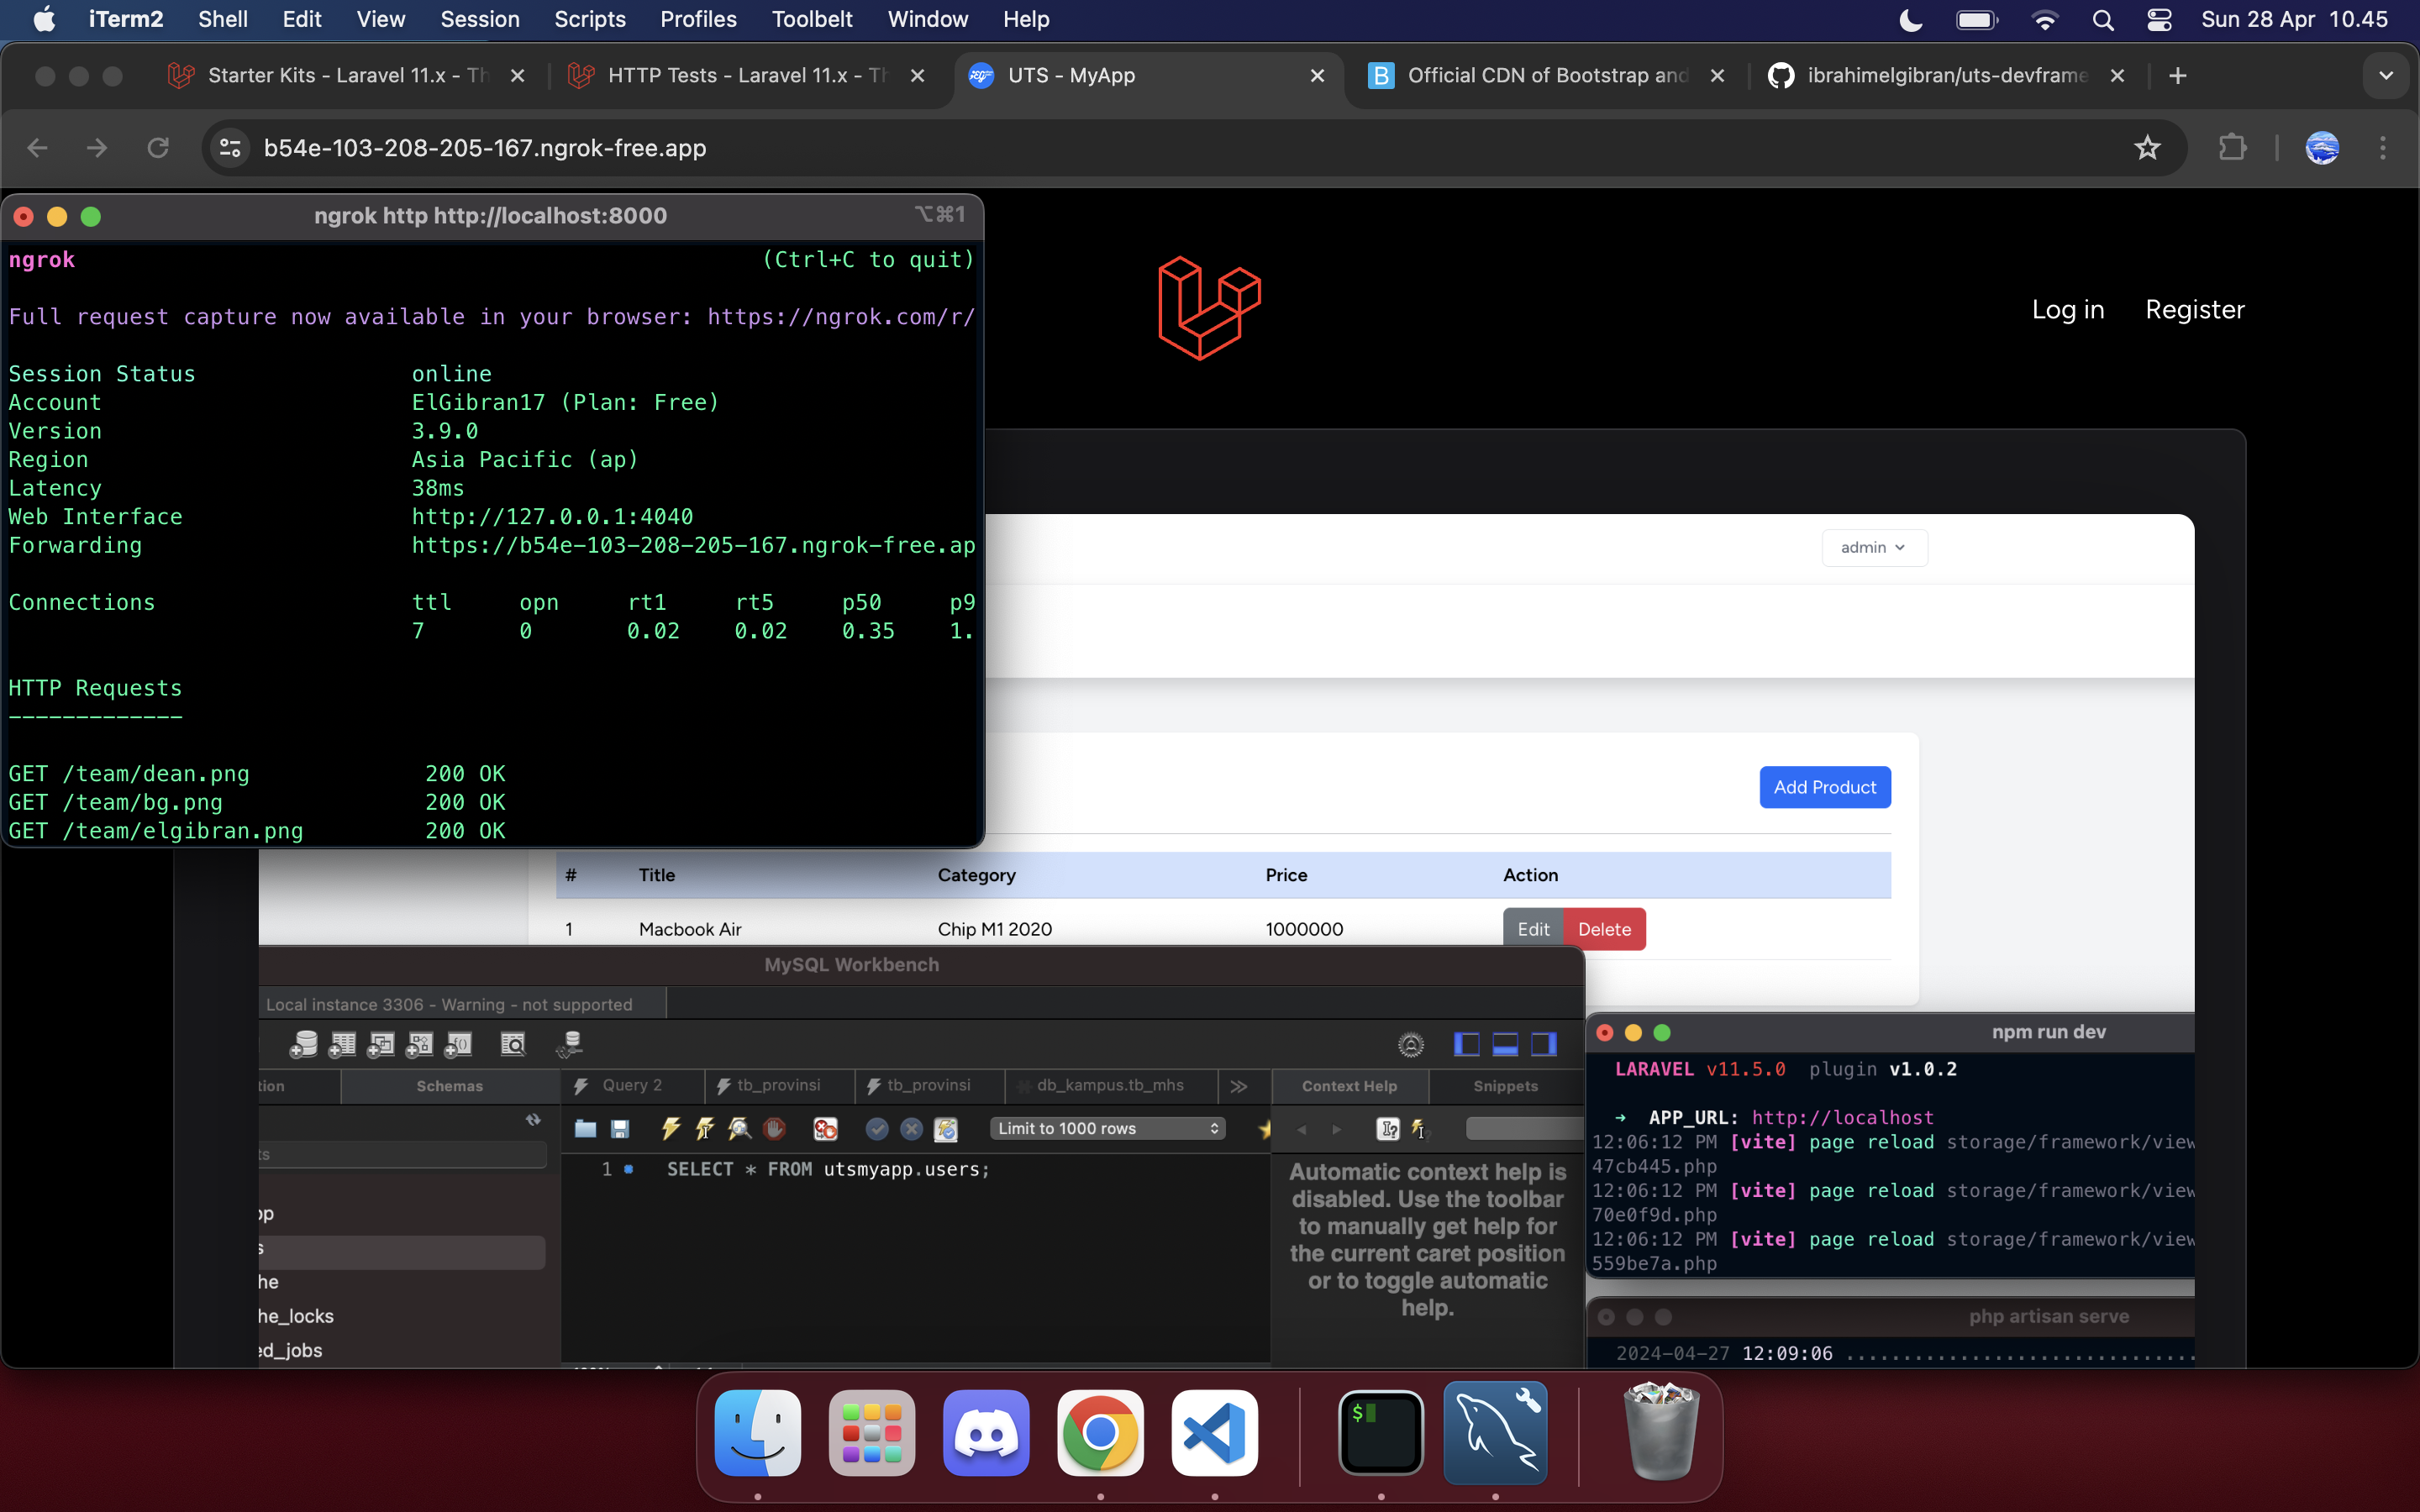 iTerm2 Shell Edit View Session Scripts Profiles Toolbelt Window Help Sun 28 Apr 10.45
Starter Kits - Laravel 11.x - Th HTTP Tests - Laravel 11.x - Th UTS - MyApp Official CDN of Bootstrap and ibrahimelgibran/uts-devframe
b54e-103-208-205-167.ngrok-free.app
ngrok http http://localhost:8000 ⌥⌘1
ngrok (Ctrl+C to quit)
Full request capture now available in your browser: https://ngrok.com/r/
Session Status online
Account ElGibran17 (Plan: Free)
Version 3.9.0
Region Asia Pacific (ap)
Latency 38ms
Web Interface http://127.0.0.1:4040
Forwarding https://b54e-103-208-205-167.ngrok-free.ap
Connections ttl opn rt1 rt5 p50 p9
7 0 0.02 0.02 0.35 1.
HTTP Requests
-------------
GET /team/dean.png 200 OK
GET /team/bg.png 200 OK
GET /team/elgibran.png 200 OK
Log in Register
admin
Add Product
# Title Category Price Action
1 Macbook Air Chip M1 2020 1000000 Edit Delete
MySQL Workbench
Local instance 3306 - Warning - not supported
tion Schemas Query 2 tb_provinsi tb_provinsi db_kampus.tb_mhs Context Help Snippets
Limit to 1000 rows
ts
1 SELECT * FROM utsmyapp.users;
pp
s
he
he_locks
ed_jobs
Automatic context help is
disabled. Use the toolbar
to manually get help for
the current caret position
or to toggle automatic
help.
npm run dev
LARAVEL v11.5.0 plugin v1.0.2
➜ APP_URL: http://localhost
12:06:12 PM [vite] page reload storage/framework/view
47cb445.php
12:06:12 PM [vite] page reload storage/framework/view
70e0f9d.php
12:06:12 PM [vite] page reload storage/framework/view
559be7a.php
php artisan serve
2024-04-27 12:09:06 ..............................